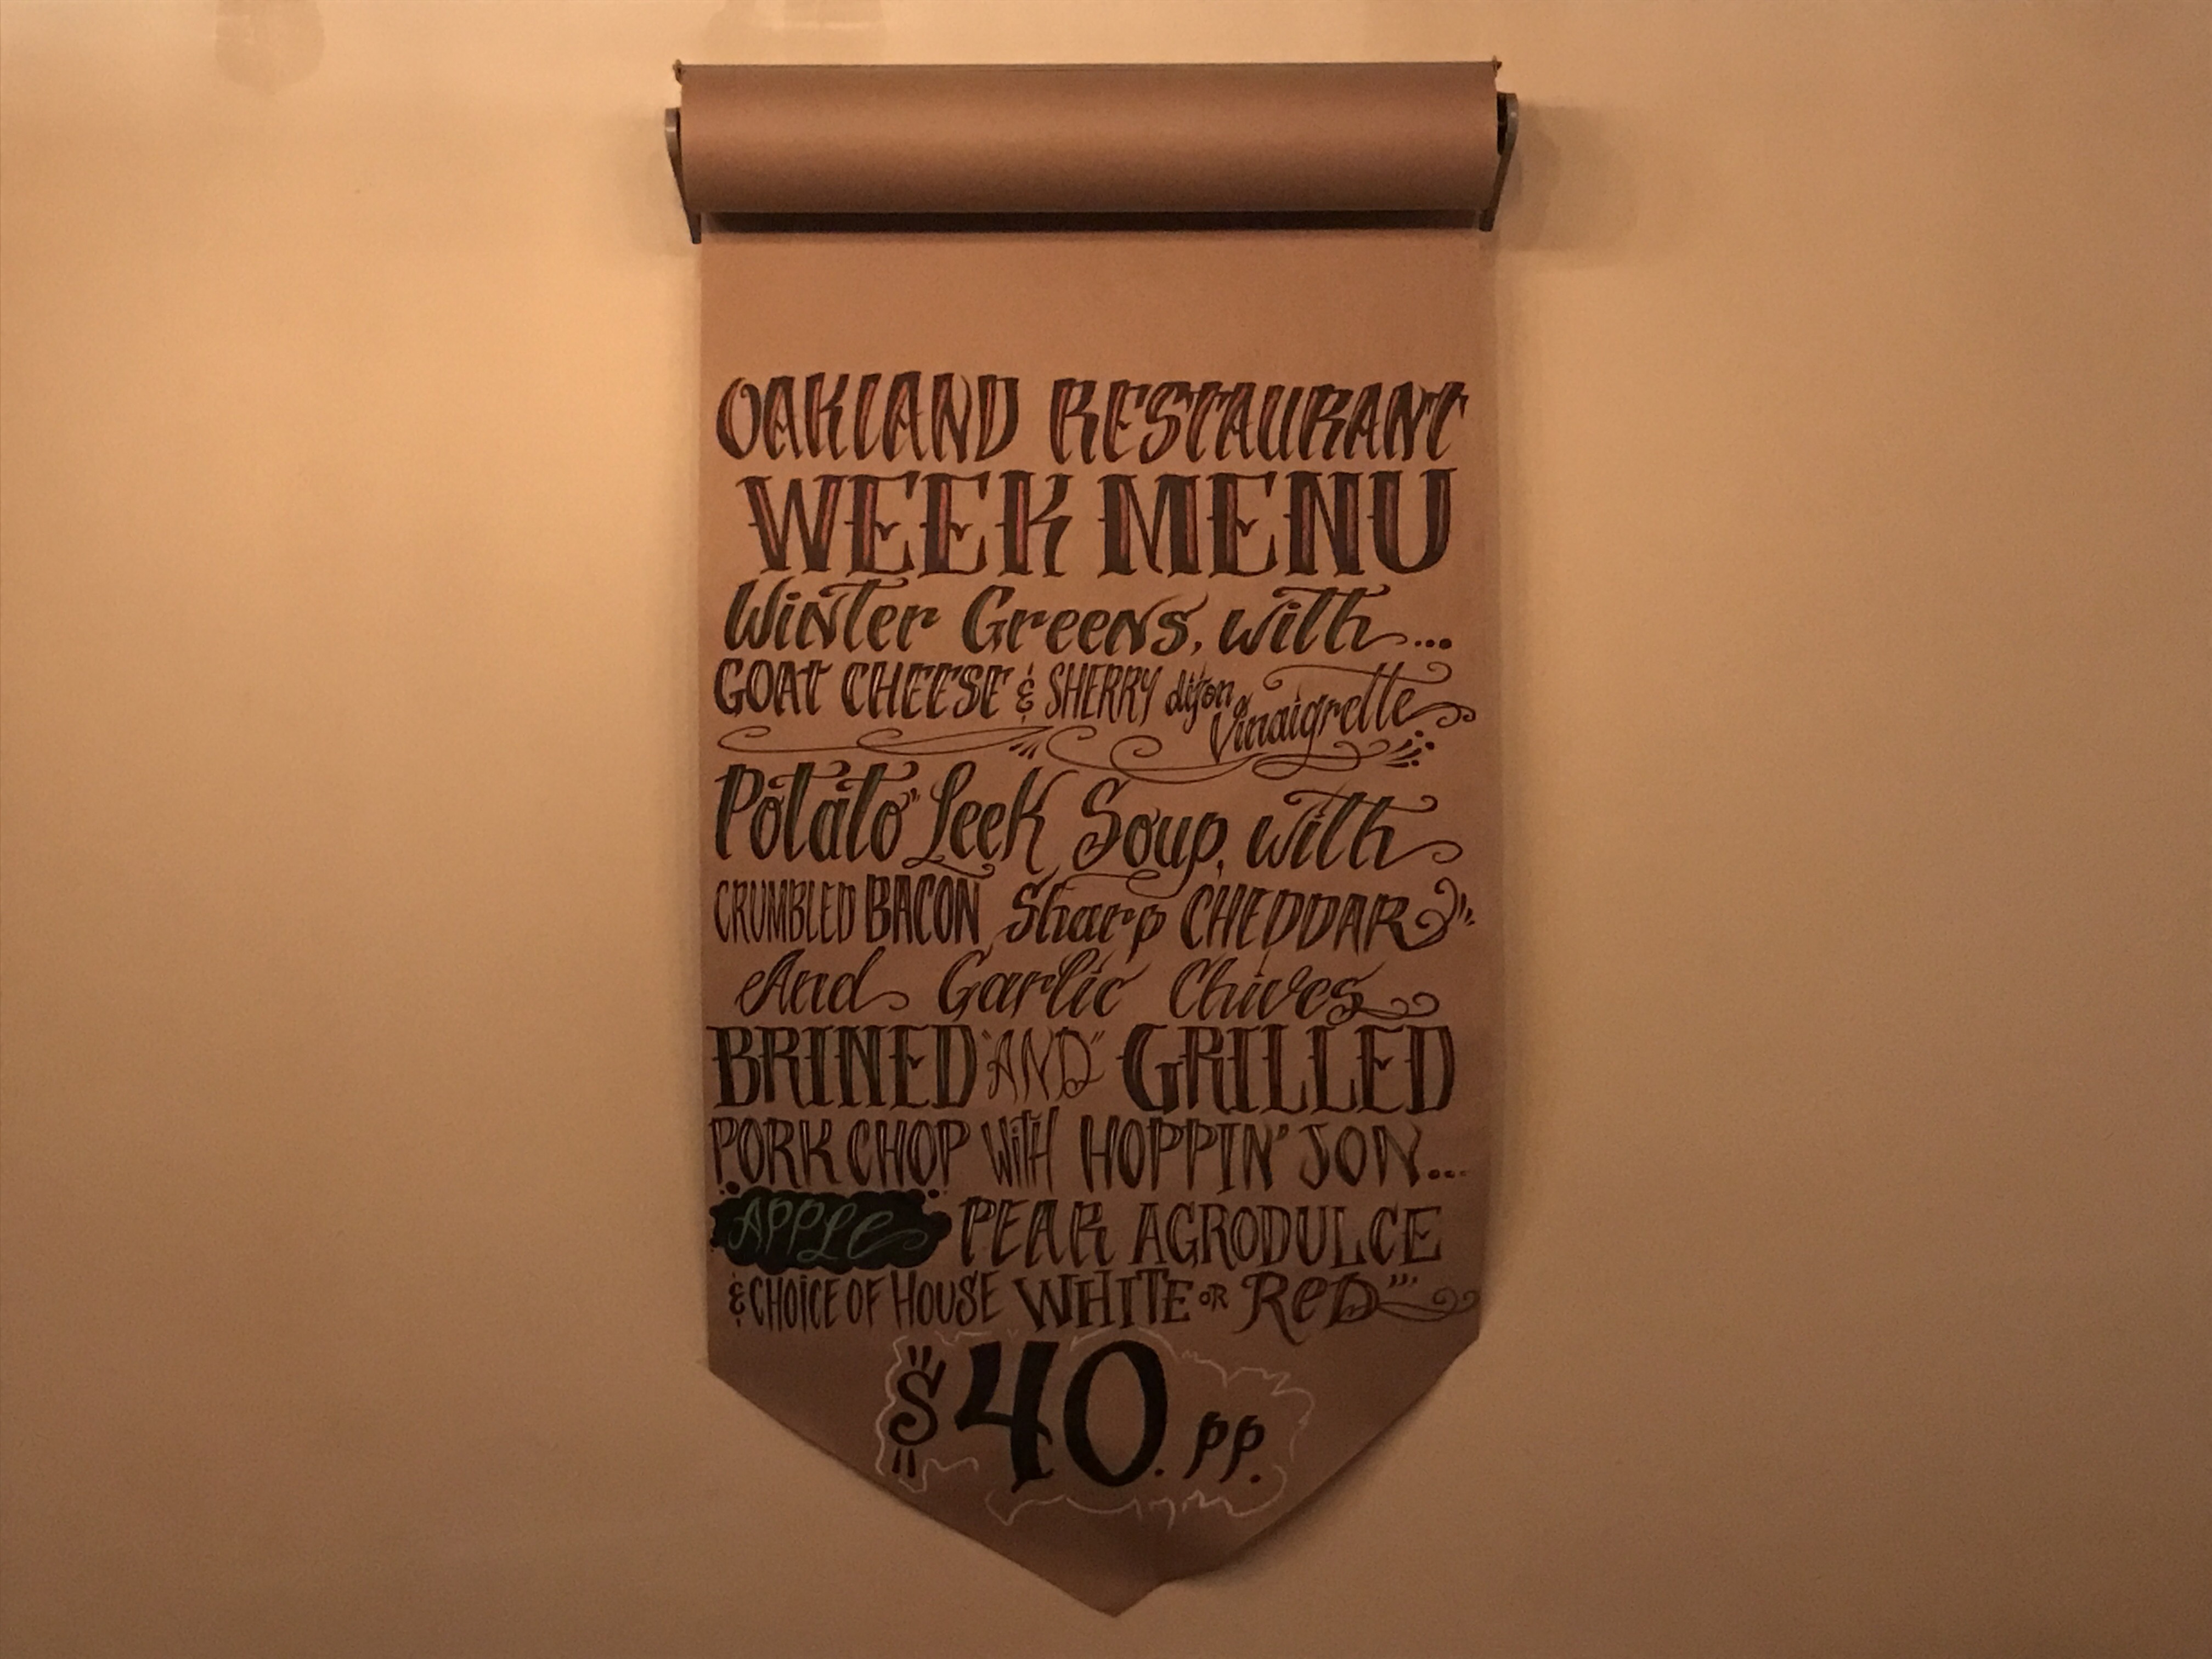 OAKLAND RESTAURANT
WEEK MENU
Winter Greens, with...
GOAT CHEESE & SHERRY dijon Vinaigrette
Potato Leek Soup, with
CRUMBLED BACON Sharp CHEDDAR
And Garlic Chives
BRINED "AND" GRILLED
PORK CHOP with HOPPIN' JON...
APPLE PEAR AGRODULCE
& CHOICE OF HOUSE WHITE OR RED
$40. pp.